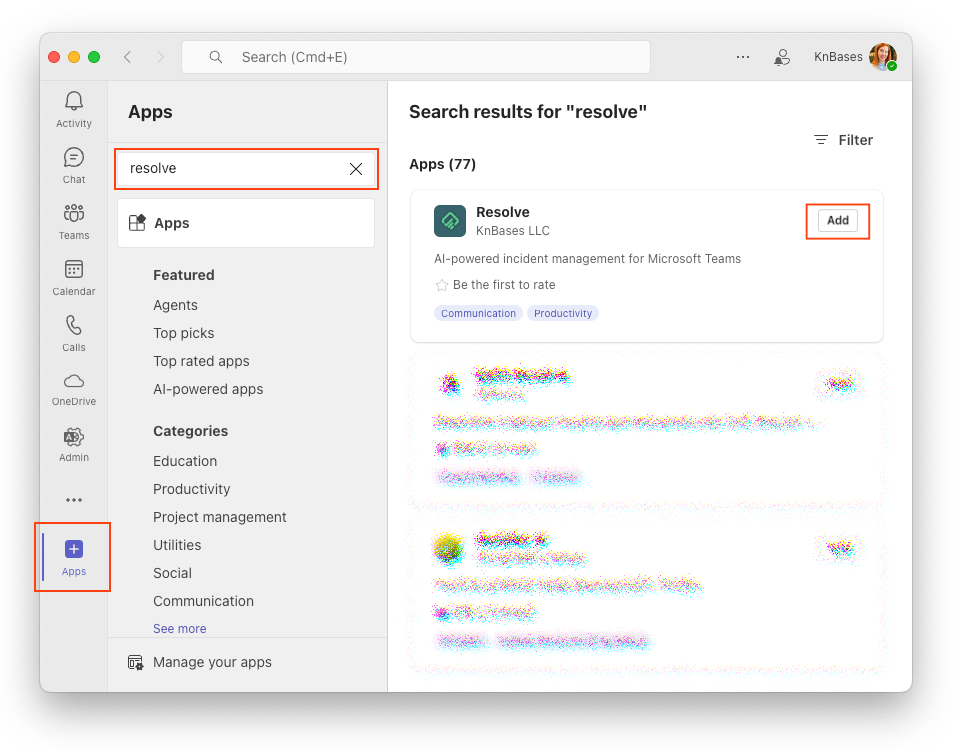 Search (Cmd+E)
KnBases
Activity
Chat
Teams
Calendar
Calls
OneDrive
Admin
Apps
Apps
resolve
Apps
Featured
Agents
Top picks
Top rated apps
AI-powered apps
Categories
Education
Productivity
Project management
Utilities
Social
Communication
See more
Manage your apps
Search results for "resolve"
Filter
Apps (77)
Resolve
KnBases LLC
Add
AI-powered incident management for Microsoft Teams
Be the first to rate
Communication Productivity